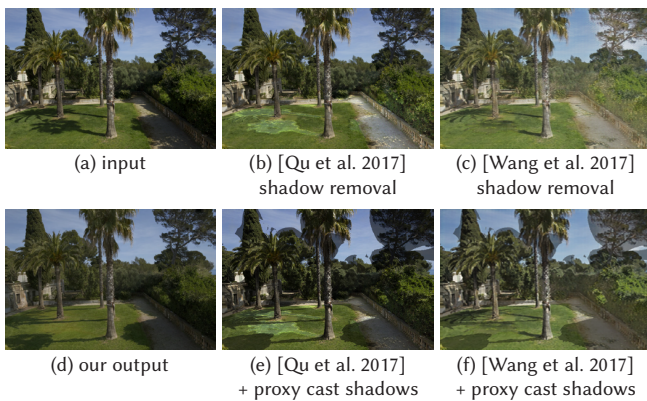 (a) input
(b) [Qu et al. 2017]
shadow removal
(c) [Wang et al. 2017]
shadow removal
(d) our output
(e) [Qu et al. 2017]
+ proxy cast shadows
(f) [Wang et al. 2017]
+ proxy cast shadows